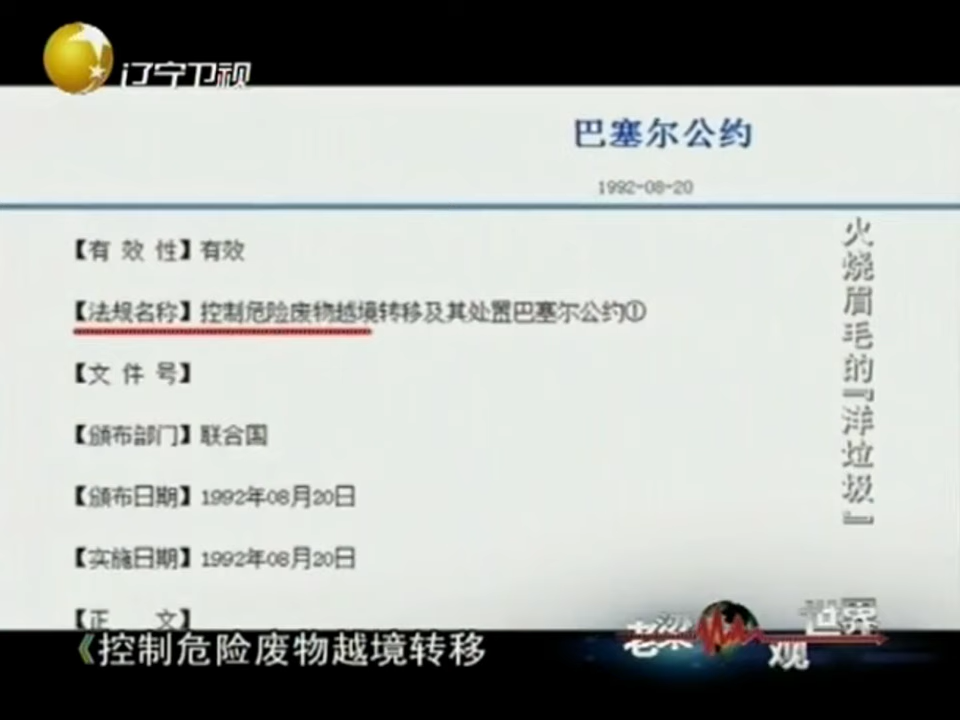 辽宁卫视
巴塞尔公约
1992-08-20
【有 效 性】有效
【法规名称】控制危险废物越境转移及其处置巴塞尔公约①
【文 件 号】
【颁布部门】联合国
【颁布日期】1992年08月20日
【实施日期】1992年08月20日
【正 文】
火烧眉毛的『洋垃圾』
《控制危险废物越境转移
老梁
世界
观